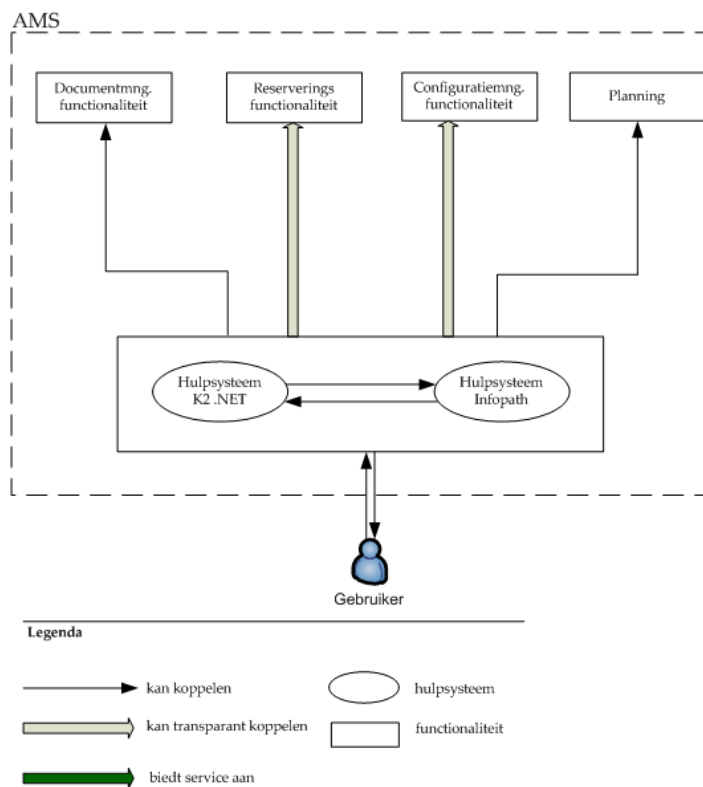 AMS
Documentmng.
functionaliteit
Reserverings
functionaliteit
Configuratiemng.
functionaliteit
Planning
Hulpsysteem
K2 .NET
Hulpsysteem
Infopath
Gebruiker
Legenda
kan koppelen
hulpsysteem
kan transparant koppelen
functionaliteit
biedt service aan